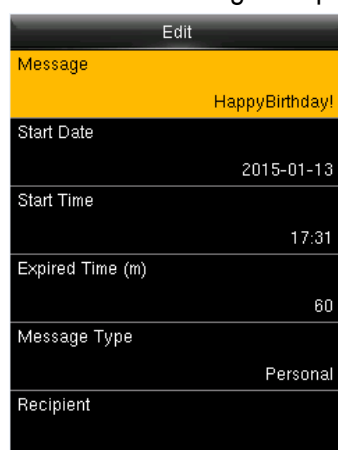 Edit
Message
HappyBirthday!
Start Date
2015-01-13
Start Time
17:31
Expired Time (m)
60
Message Type
Personal
Recipient